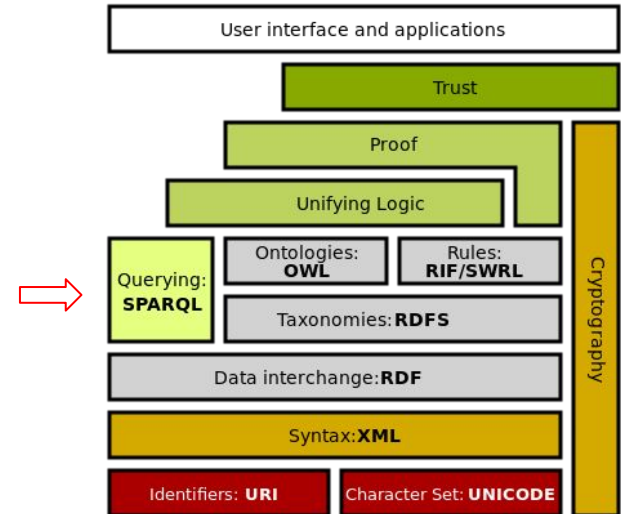 User interface and applications
Trust
Proof
Unifying Logic
Querying:
SPARQL
Ontologies:
OWL
Rules:
RIF/SWRL
Taxonomies:RDFS
Cryptography
Data interchange:RDF
Syntax:XML
Identifiers: URI
Character Set: UNICODE